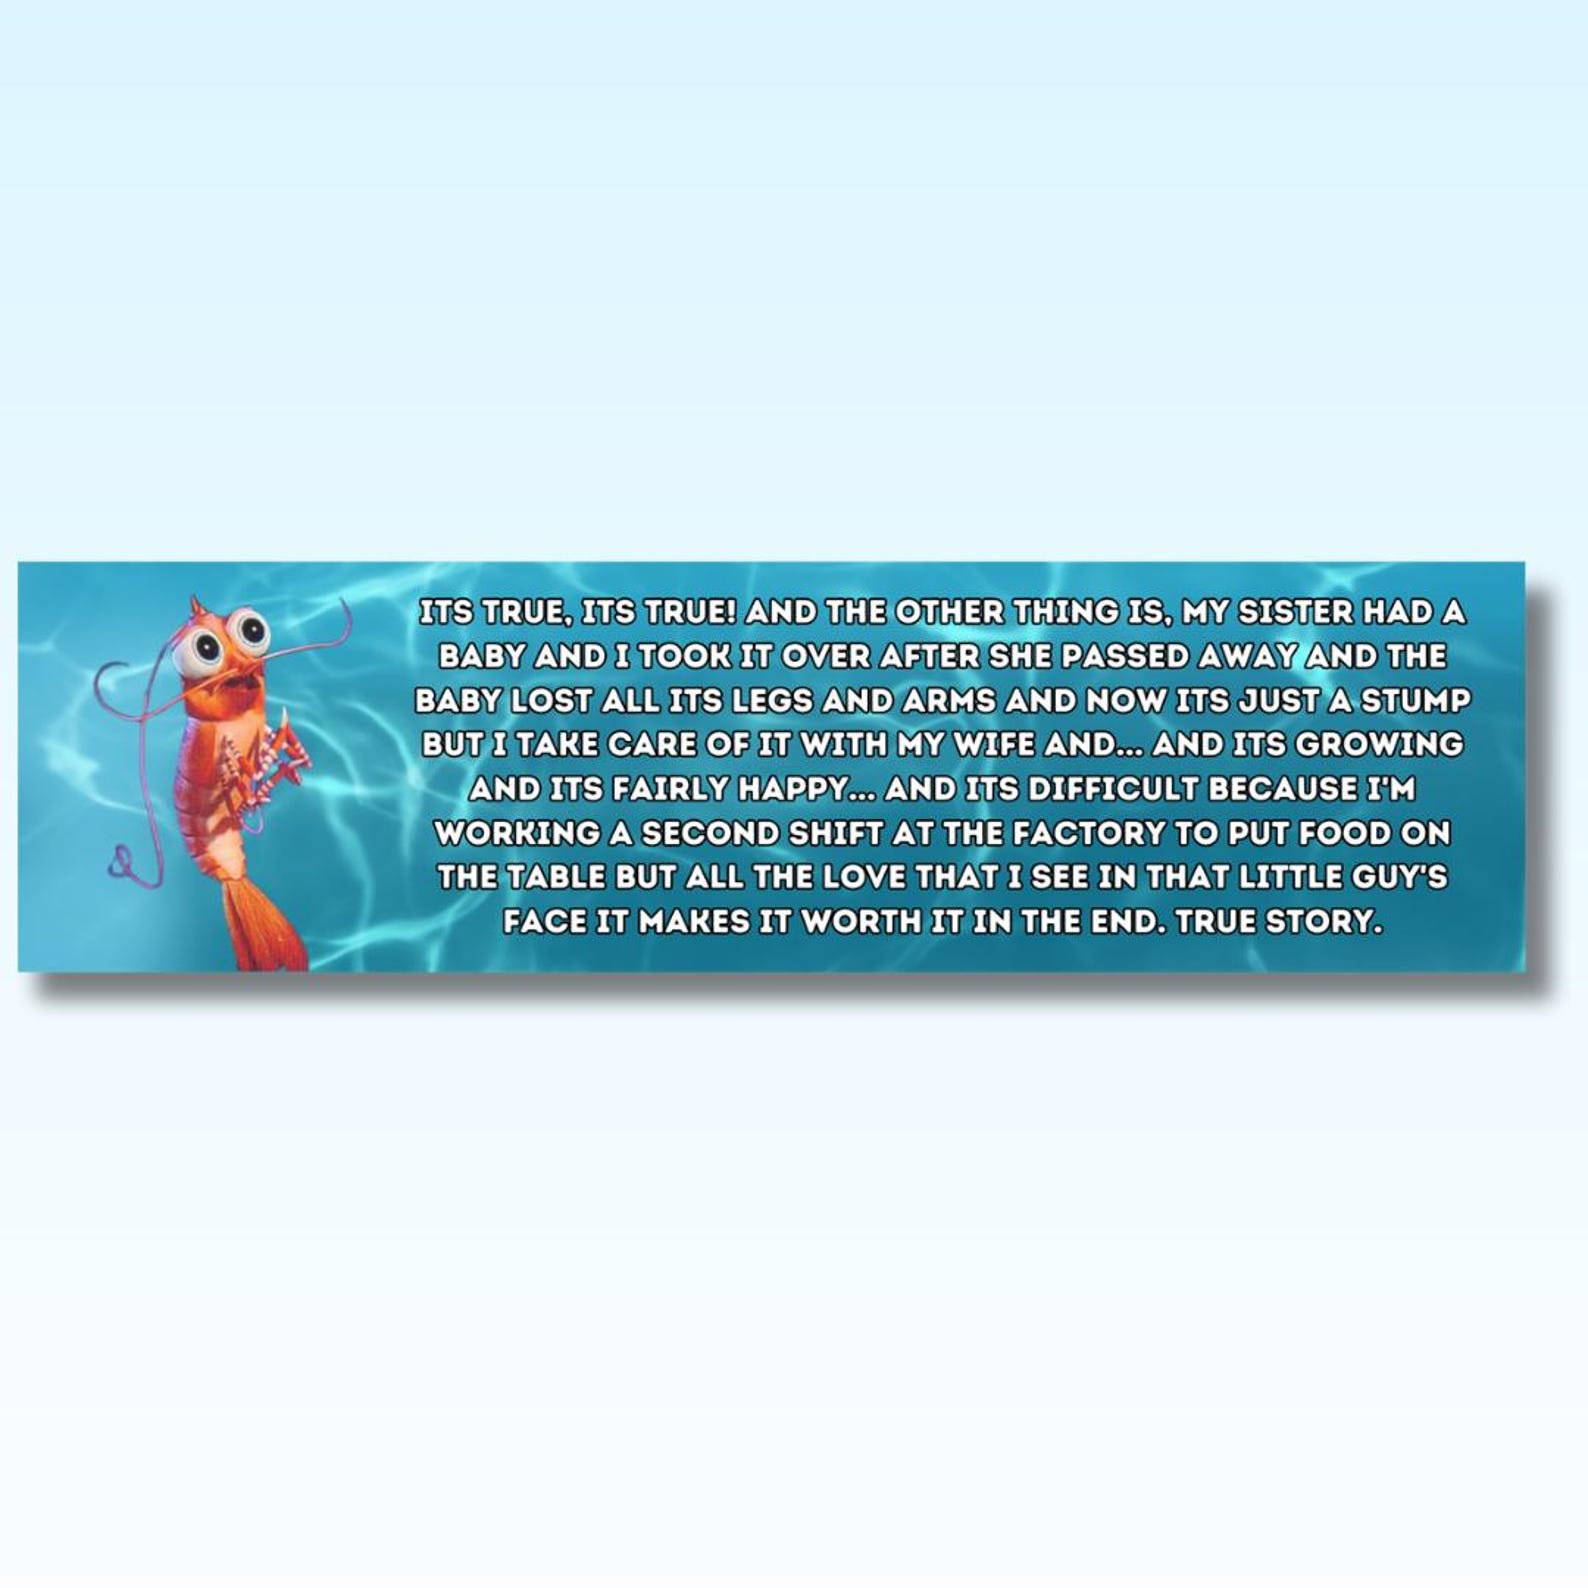 ITS TRUE, ITS TRUE! AND THE OTHER THING IS, MY SISTER HAD A
BABY AND I TOOK IT OVER AFTER SHE PASSED AWAY AND THE
BABY LOST ALL ITS LEGS AND ARMS AND NOW ITS JUST A STUMP
BUT I TAKE CARE OF IT WITH MY WIFE AND... AND ITS GROWING
AND ITS FAIRLY HAPPY... AND ITS DIFFICULT BECAUSE I'M
WORKING A SECOND SHIFT AT THE FACTORY TO PUT FOOD ON
THE TABLE BUT ALL THE LOVE THAT I SEE IN THAT LITTLE GUY'S
FACE IT MAKES IT WORTH IT IN THE END. TRUE STORY.